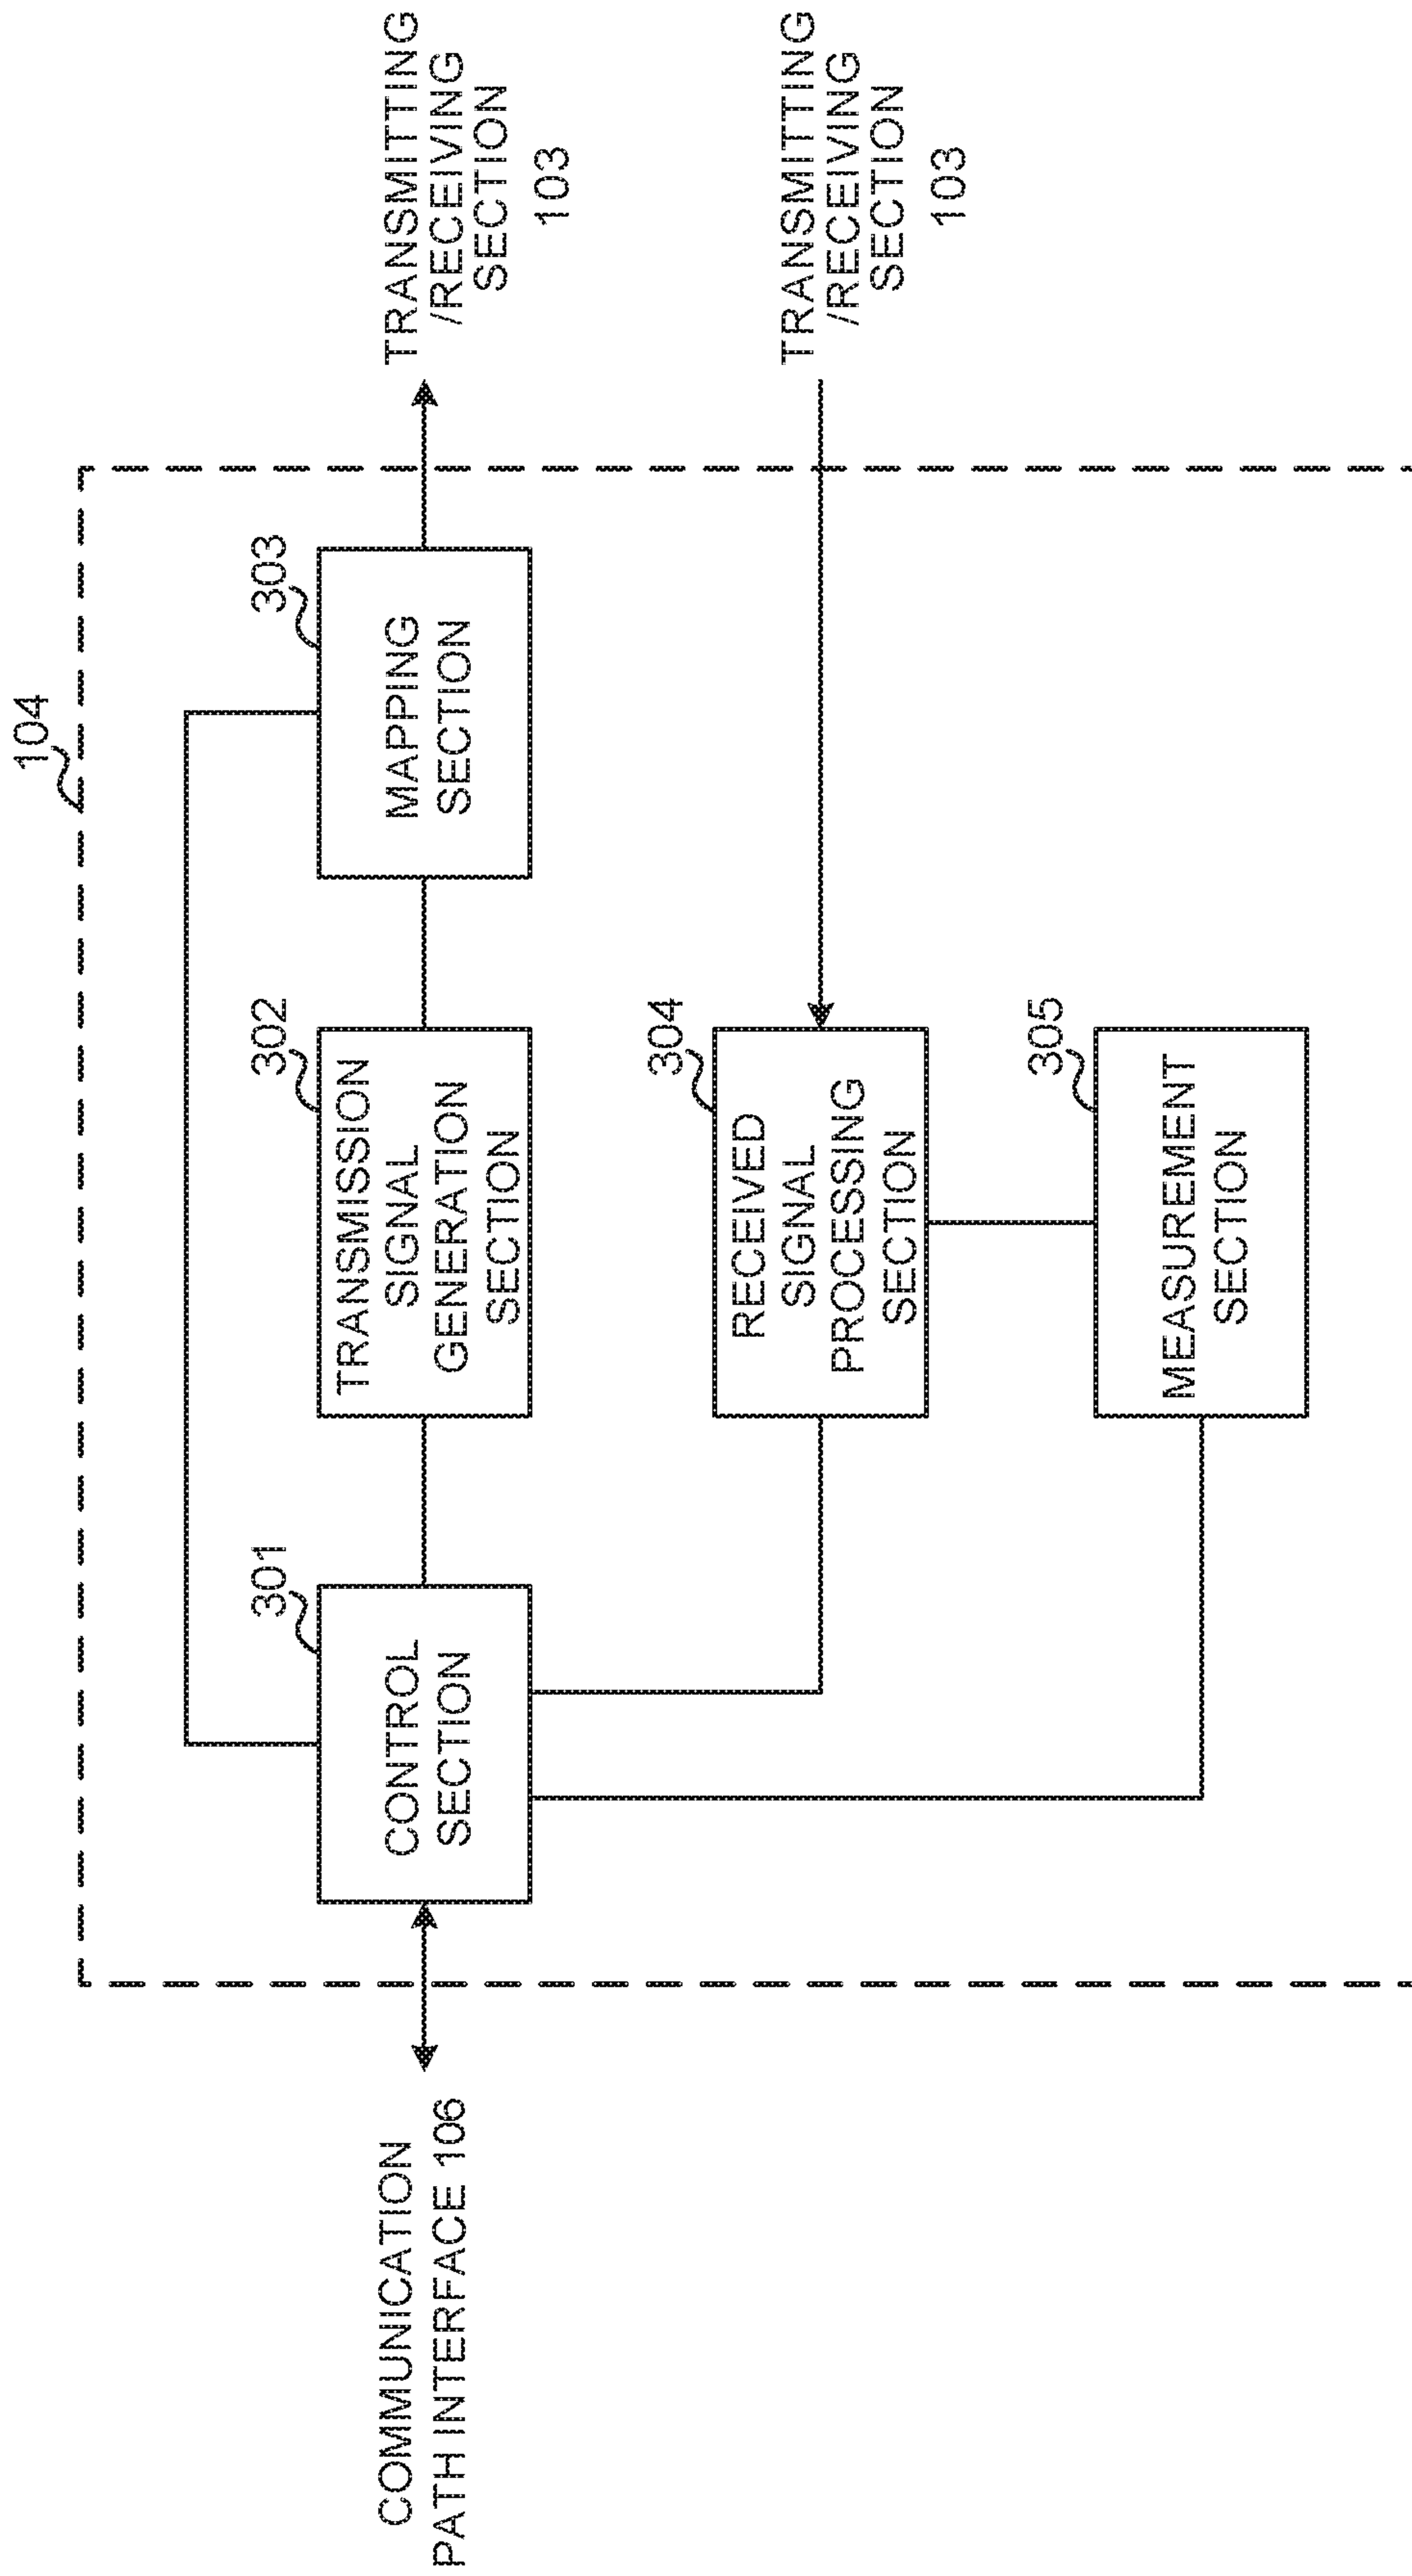 104
COMMUNICATION
PATH INTERFACE 106
301
CONTROL
SECTION
302
TRANSMISSION
SIGNAL
GENERATION
SECTION
303
MAPPING
SECTION
TRANSMITTING
/RECEIVING
SECTION
103
304
RECEIVED
SIGNAL
PROCESSING
SECTION
TRANSMITTING
/RECEIVING
SECTION
103
305
MEASUREMENT
SECTION